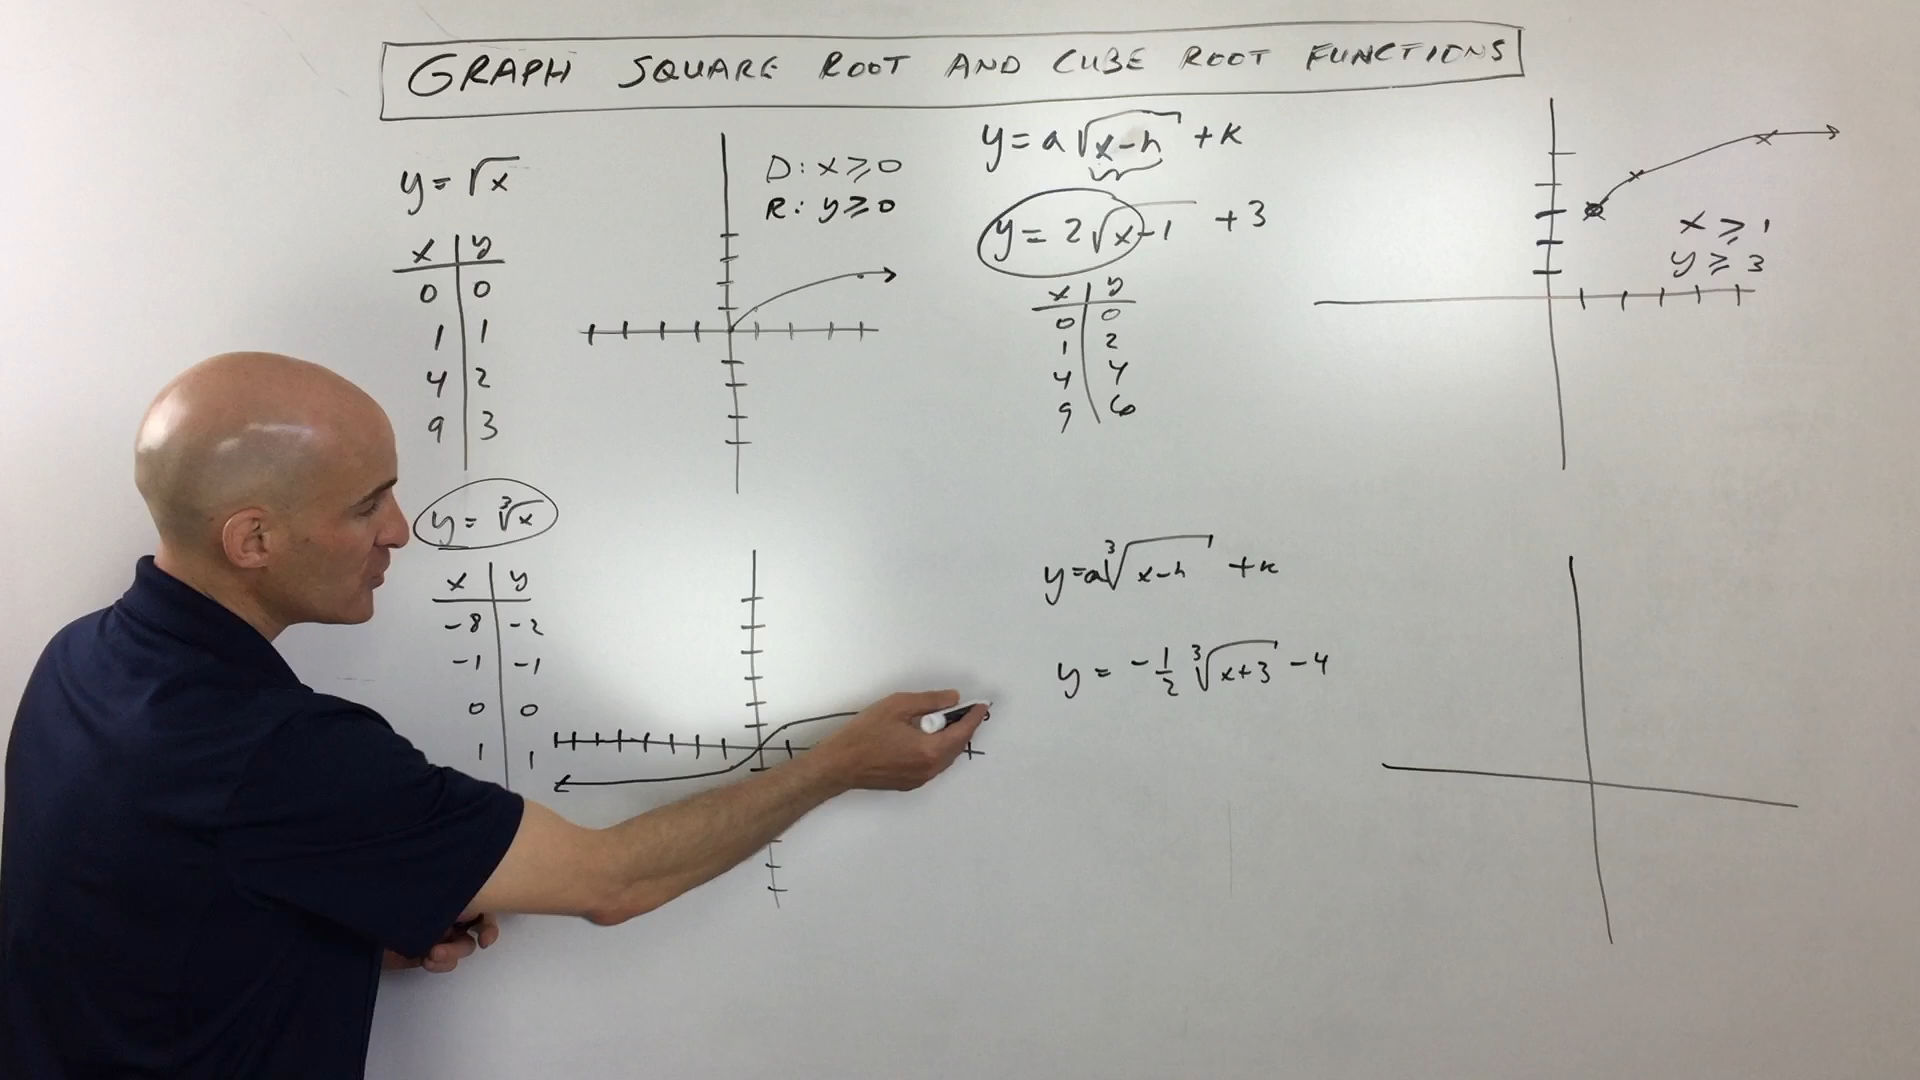 GRAPH SQUARE ROOT AND CUBE ROOT FUNCTIONS
y = √x
x | y
0 | 0
1 | 1
4 | 2
9 | 3
D: x ≥ 0
R: y ≥ 0
y = a√(x-h) + k
y = 2√(x-1) + 3
x | y
0 | 0
1 | 2
4 | 4
9 | 6
x ≥ 1
y ≥ 3
y = ∛x
x | y
-8 | -2
-1 | -1
0 | 0
1 | 1
y = a∛(x-h) + k
y = -1/2 ∛(x+3) - 4